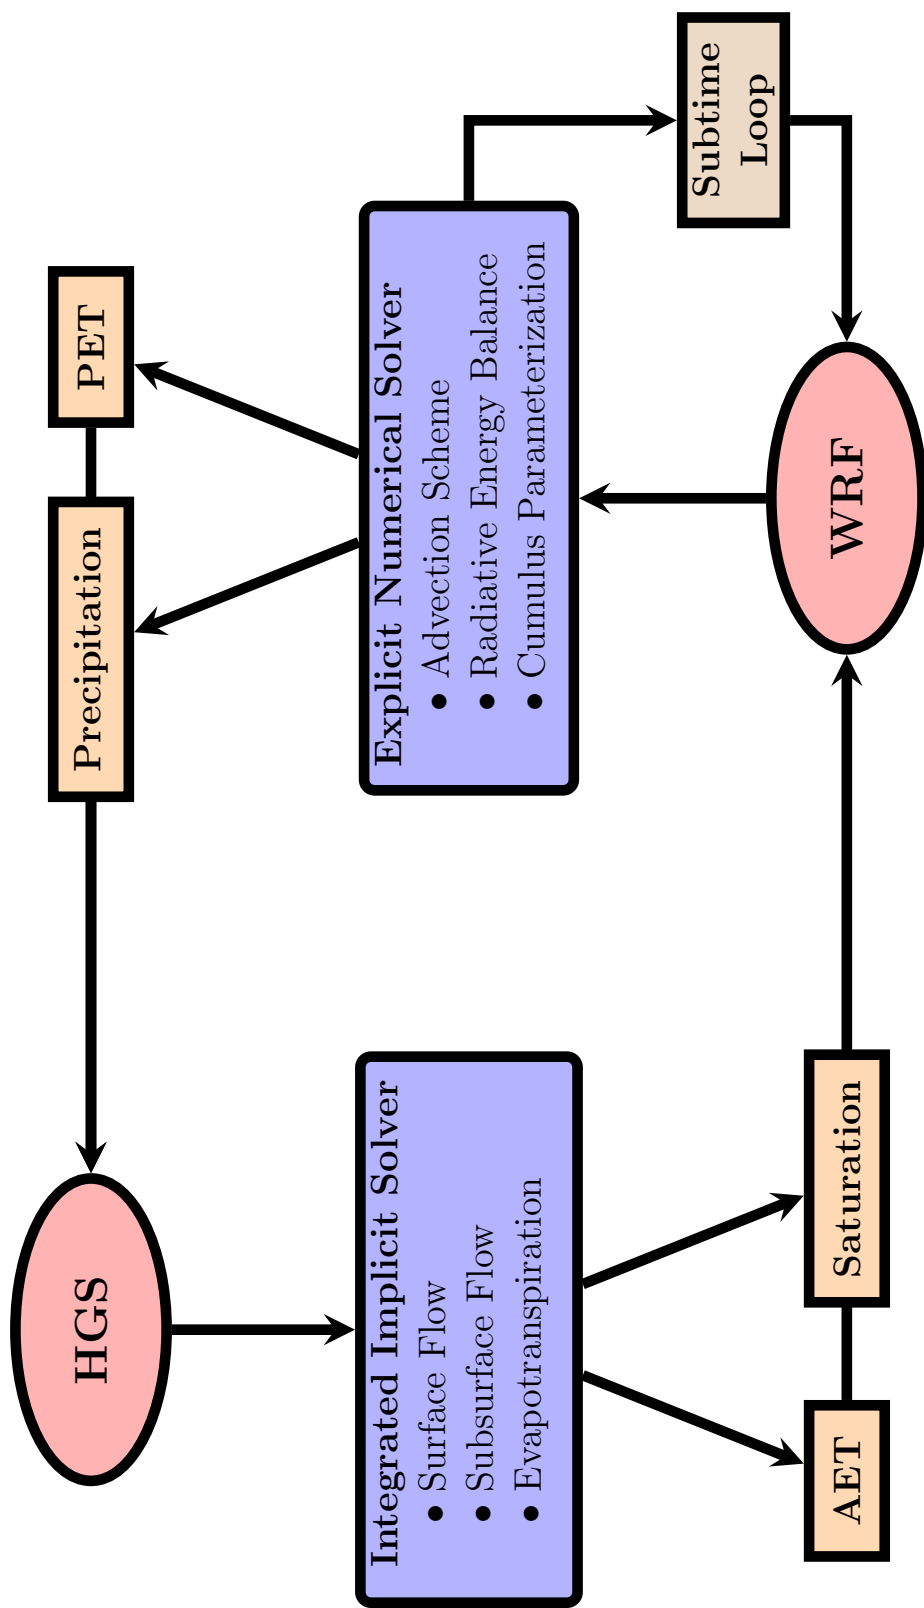 HGS
Precipitation
PET
Integrated Implicit Solver
• Surface Flow
• Subsurface Flow
• Evapotranspiration
Explicit Numerical Solver
• Advection Scheme
• Radiative Energy Balance
• Cumulus Parameterization
Subtime
Loop
AET
Saturation
WRF